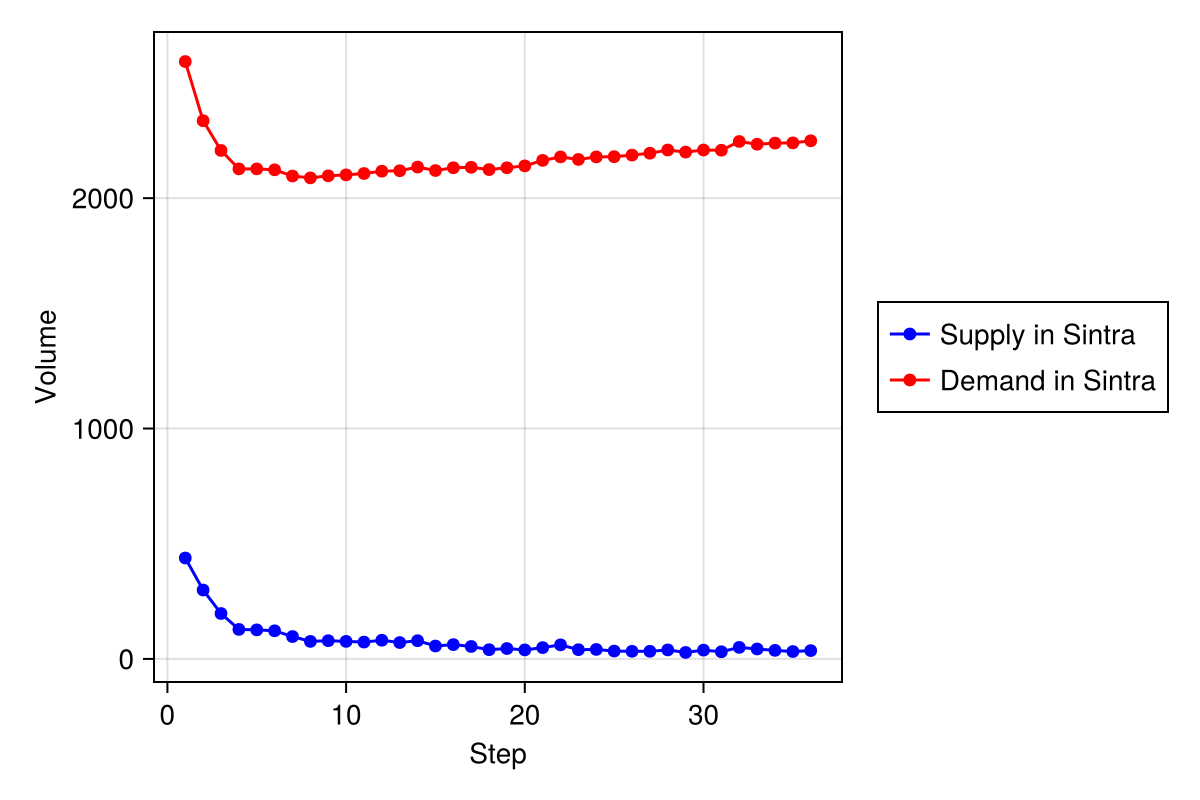 Volume
2000
1000
0
0 10 20 30
Step
Supply in Sintra
Demand in Sintra